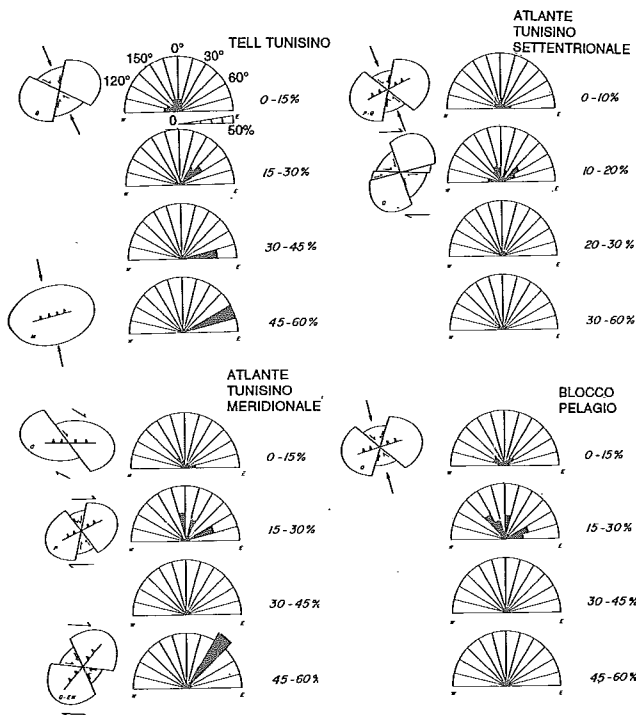 TELL TUNISINO
120° 150° 0° 30° 60°
0-15%
W E
0 50%
Q
15-30%
W E
30-45%
W E
M
45-60%
W E
ATLANTE
TUNISINO
SETTENTRIONALE
P-Q
0-10%
W E
O
10-20%
W E
20-30%
W E
30-60%
W E
ATLANTE
TUNISINO
MERIDIONALE
0-15%
W E
P
15-30%
W E
30-45%
W E
45-60%
W E
BLOCCO
PELAGIO
0-15%
W E
15-30%
W E
30-45%
W E
45-60%
W E